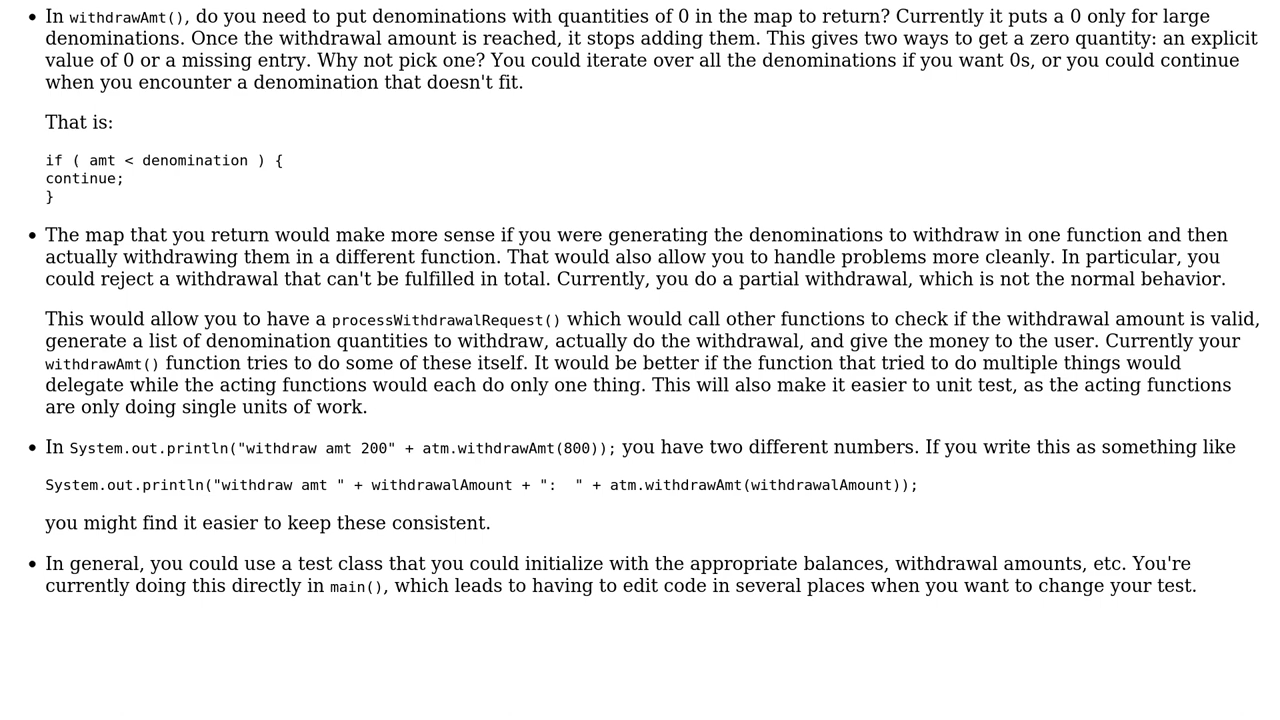 • In withdrawAmt(), do you need to put denominations with quantities of 0 in the map to return? Currently it puts a 0 only for large
denominations. Once the withdrawal amount is reached, it stops adding them. This gives two ways to get a zero quantity: an explicit
value of 0 or a missing entry. Why not pick one? You could iterate over all the denominations if you want 0s, or you could continue
when you encounter a denomination that doesn't fit.
That is:
if ( amt < denomination ) {
continue;
}
• The map that you return would make more sense if you were generating the denominations to withdraw in one function and then
actually withdrawing them in a different function. That would also allow you to handle problems more cleanly. In particular, you
could reject a withdrawal that can't be fulfilled in total. Currently, you do a partial withdrawal, which is not the normal behavior.
This would allow you to have a processWithdrawalRequest() which would call other functions to check if the withdrawal amount is valid,
generate a list of denomination quantities to withdraw, actually do the withdrawal, and give the money to the user. Currently your
withdrawAmt() function tries to do some of these itself. It would be better if the function that tried to do multiple things would
delegate while the acting functions would each do only one thing. This will also make it easier to unit test, as the acting functions
are only doing single units of work.
• In System.out.println("withdraw amt 200" + atm.withdrawAmt(800)); you have two different numbers. If you write this as something like
System.out.println("withdraw amt " + withdrawalAmount + ":  " + atm.withdrawAmt(withdrawalAmount));
you might find it easier to keep these consistent.
• In general, you could use a test class that you could initialize with the appropriate balances, withdrawal amounts, etc. You're
currently doing this directly in main(), which leads to having to edit code in several places when you want to change your test.